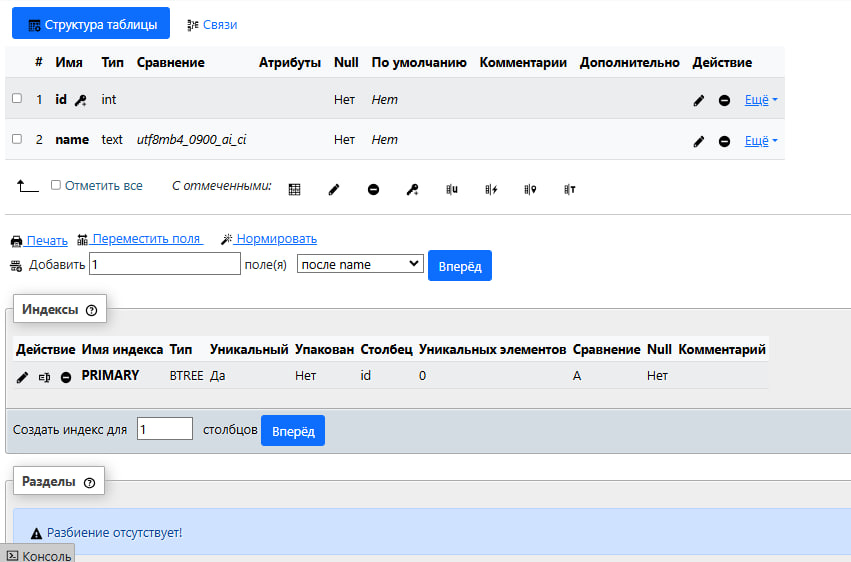 Структура таблицы Связи
# Имя Тип Сравнение Атрибуты Null По умолчанию Комментарии Дополнительно Действие
1 id int Нет Нет Ещё
2 name text utf8mb4_0900_ai_ci Нет Нет Ещё
Отметить все С отмеченными:
Печать Переместить поля Нормировать
Добавить 1 поле(я) после name Вперёд
Индексы
Действие Имя индекса Тип Уникальный Упакован Столбец Уникальных элементов Сравнение Null Комментарий
PRIMARY BTREE Да Нет id 0 A Нет
Создать индекс для 1 столбцов Вперёд
Разделы
Разбиение отсутствует!
Консоль